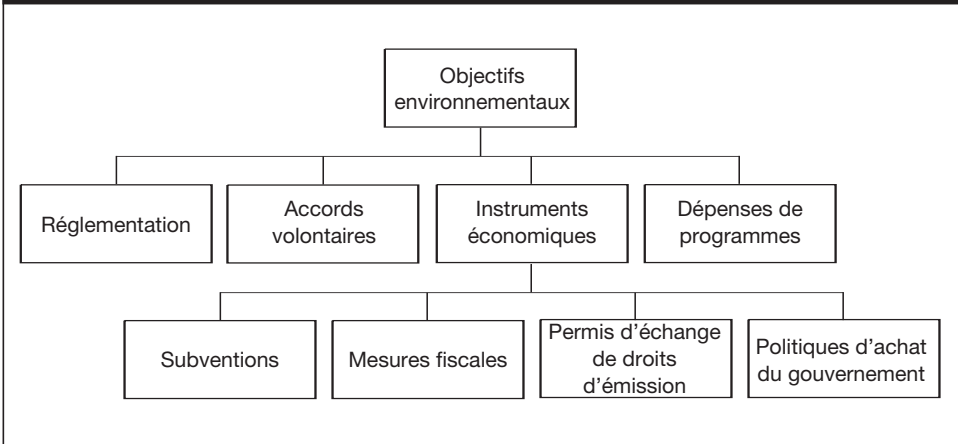 Objectifs
environnementaux
Réglementation
Accords
volontaires
Instruments
économiques
Dépenses de
programmes
Subventions
Mesures fiscales
Permis d'échange
de droits
d'émission
Politiques d'achat
du gouvernement